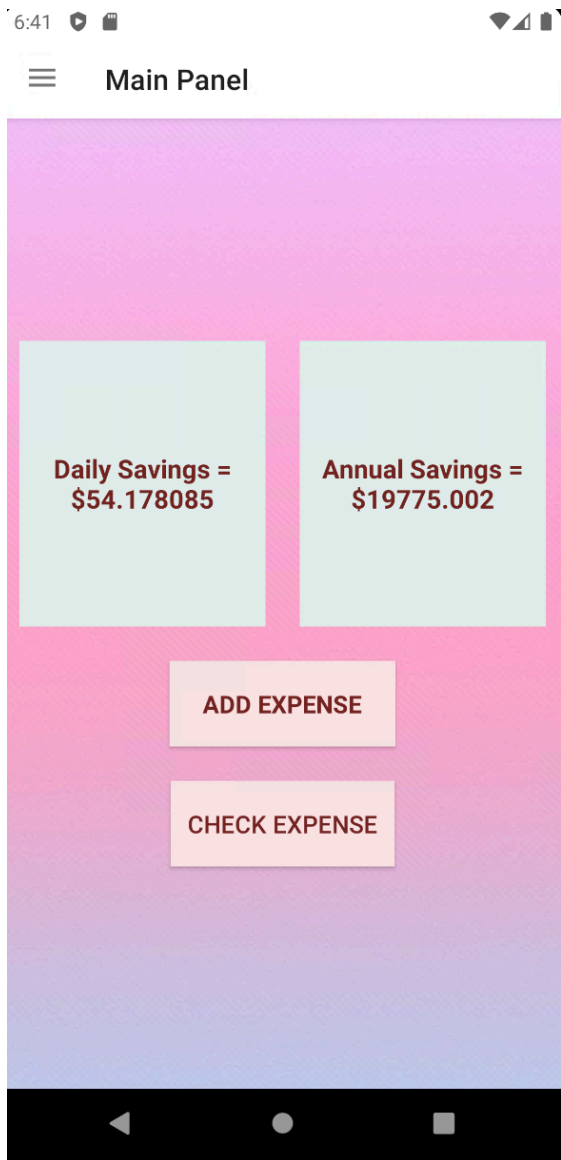 6:41
Main Panel
Daily Savings =
$54.178085
Annual Savings =
$19775.002
ADD EXPENSE
CHECK EXPENSE